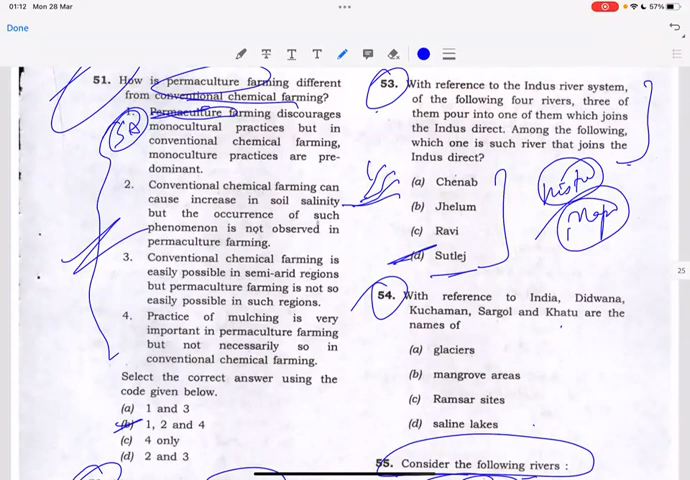 01:12 Mon 28 Mar
57%
Done
51. How is permaculture farming different
from conventional chemical farming?
1. Permaculture farming discourages
monocultural practices but in
conventional chemical farming,
monoculture practices are pre-
dominant.
2. Conventional chemical farming can
cause increase in soil salinity
but the occurrence of such
phenomenon is not observed in
permaculture farming.
3. Conventional chemical farming is
easily possible in semi-arid regions
but permaculture farming is not so
easily possible in such regions.
4. Practice of mulching is very
important in permaculture farming
but not necessarily so in
conventional chemical farming.
Select the correct answer using the
code given below.
(a) 1 and 3
(b) 1, 2 and 4
(c) 4 only
(d) 2 and 3
53. With reference to the Indus river system,
of the following four rivers, three of
them pour into one of them which joins
the Indus direct. Among the following,
which one is such river that joins the
Indus direct?
(a) Chenab
(b) Jhelum
(c) Ravi
(d) Sutlej
54. With reference to India, Didwana,
Kuchaman, Sargol and Khatu are the
names of
(a) glaciers
(b) mangrove areas
(c) Ramsar sites
(d) saline lakes
55. Consider the following rivers :
25